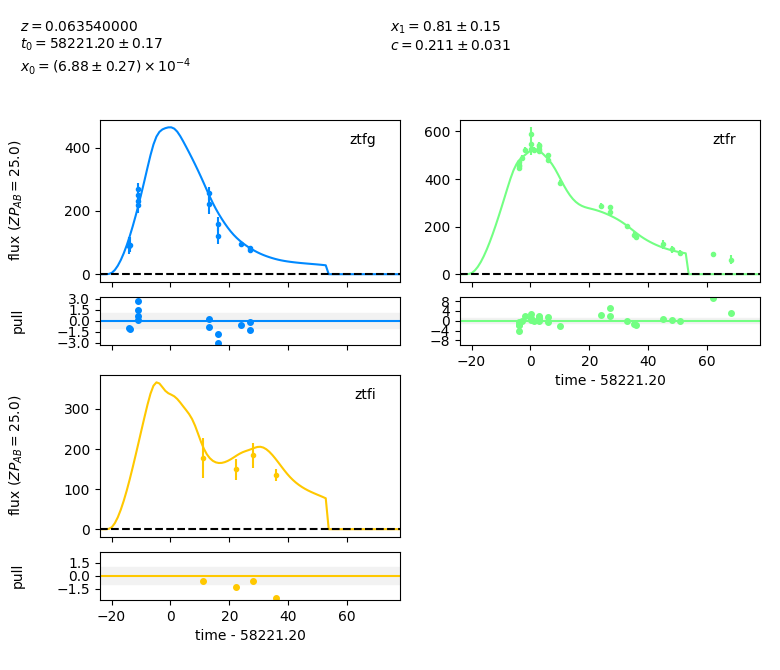 z = 0.063540000
t₀ = 58221.20 ± 0.17
x₀ = (6.88 ± 0.27) × 10⁻⁴
x₁ = 0.81 ± 0.15
c = 0.211 ± 0.031
flux (ZP_AB = 25.0)
400
200
0
ztfg
600
400
200
0
ztfr
pull
3.0
1.5
0.0
−1.5
−3.0
8
4
0
−4
−8
−20 0 20 40 60
time - 58221.20
flux (ZP_AB = 25.0)
300
200
100
0
ztfi
pull
1.5
0.0
−1.5
−20 0 20 40 60
time - 58221.20